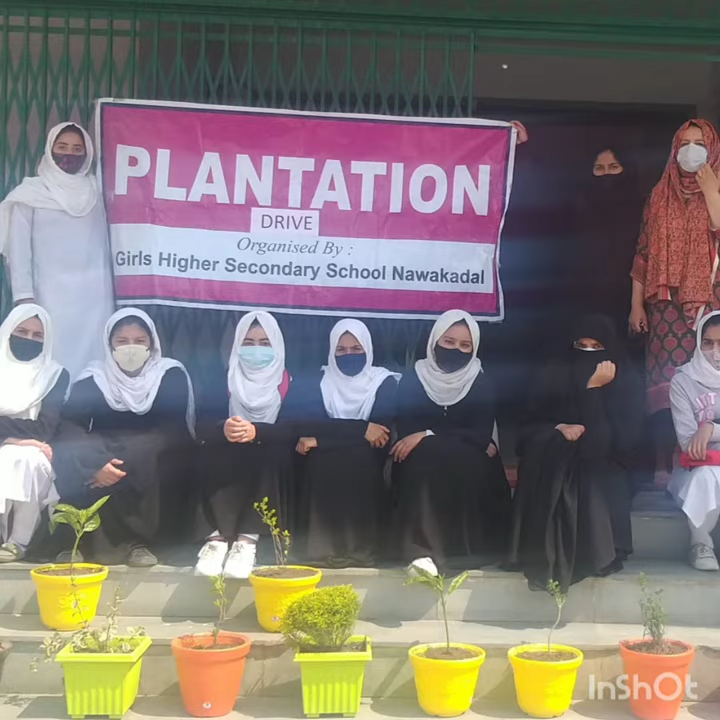 PLANTATION
DRIVE
Organised By :
Girls Higher Secondary School Nawakadal
InShOt